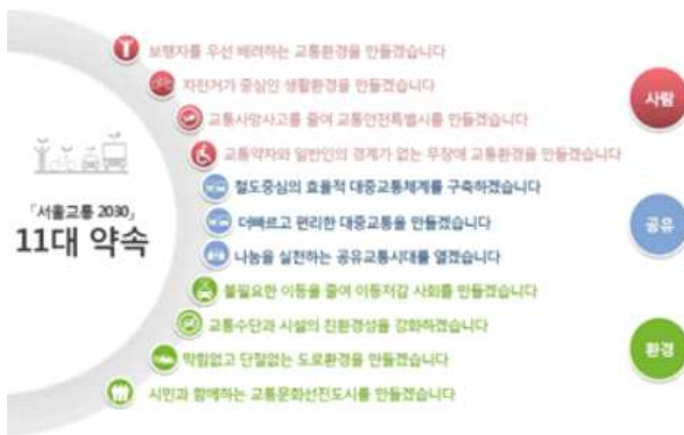 보행자를 우선 배려하는 교통환경을 만들겠습니다
자전거가 중심인 생활환경을 만들겠습니다
교통사망사고를 줄여 교통안전특별시를 만들겠습니다
교통약자와 일반인의 경계가 없는 무장애 교통환경을 만들겠습니다
철도중심의 효율적 대중교통체계를 구축하겠습니다
더빠르고 편리한 대중교통을 만들겠습니다
나눔을 실천하는 공유교통시대를 열겠습니다
불필요한 이동을 줄여 이동저감 사회를 만들겠습니다
교통수단과 시설의 친환경성을 강화하겠습니다
막힘없고 단절없는 도로환경을 만들겠습니다
시민과 함께하는 교통문화선진도시를 만들겠습니다
「서울교통 2030」
11대 약속
사람
공유
환경